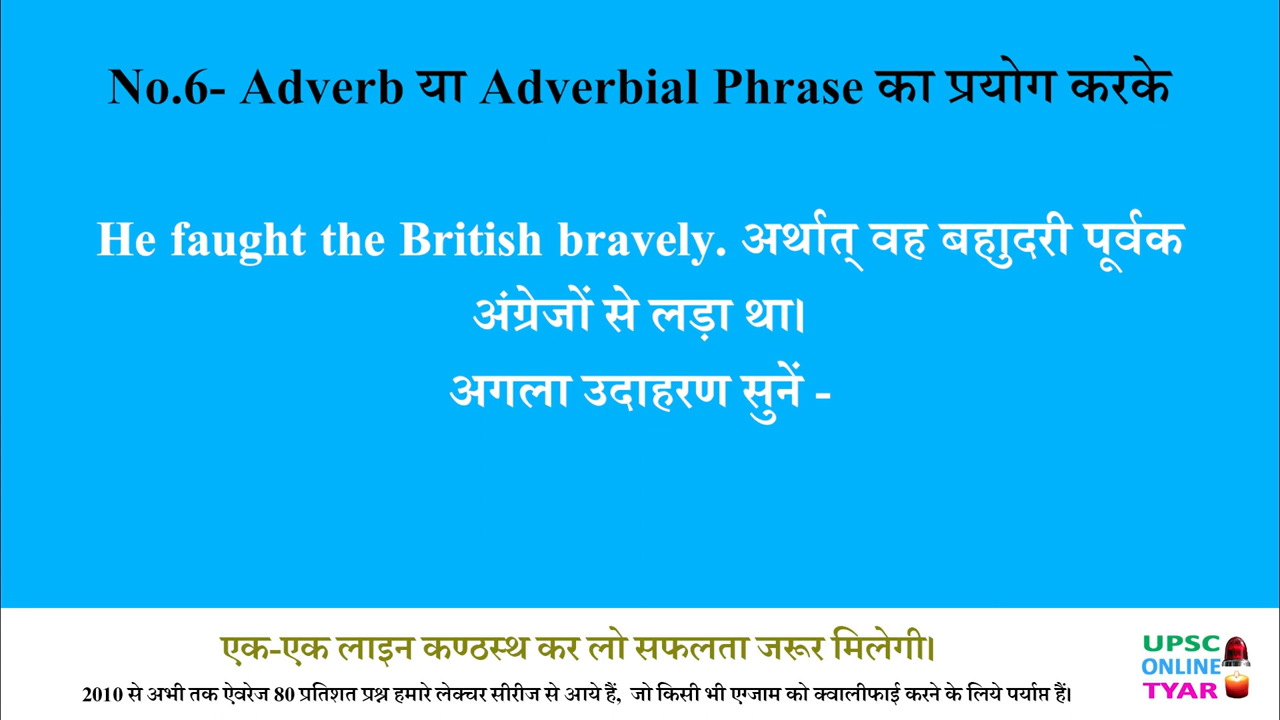 No.6- Adverb या Adverbial Phrase का प्रयोग करके
He faught the British bravely. अर्थात् वह बहाुदरी पूर्वक
अंग्रेजों से लड़ा था।
अगला उदाहरण सुनें -
एक-एक लाइन कण्ठस्थ कर लो सफलता जरूर मिलेगी।
2010 से अभी तक ऐवरेज 80 प्रतिशत प्रश्न हमारे लेक्चर सीरीज से आये हैं, जो किसी भी एग्जाम को क्वालीफाई करने के लिये पर्याप्त हैं।
UPSC
ONLINE
TYAR